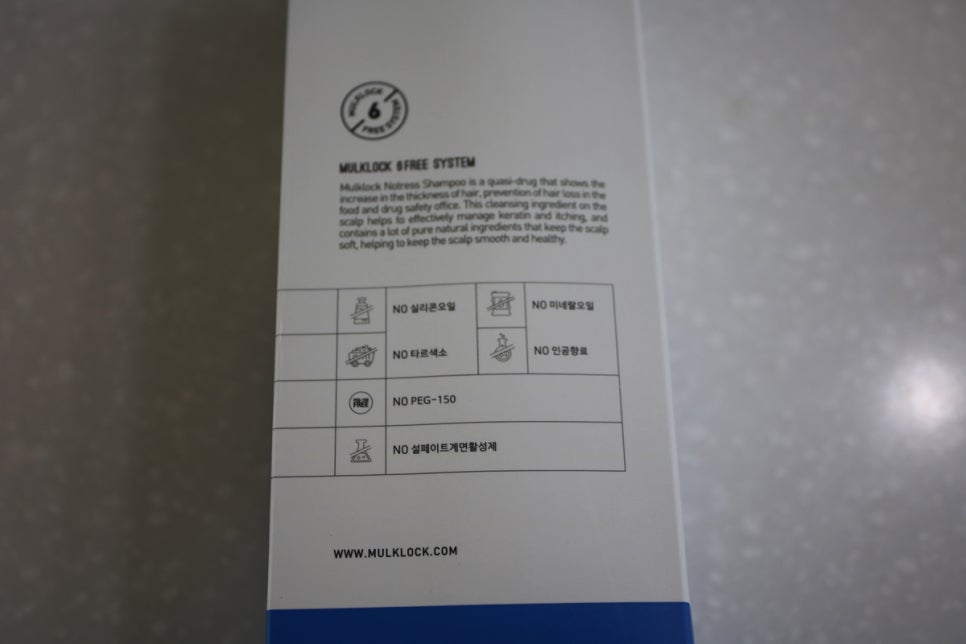 MULKLOCK
6
FREE SYSTEM
MULKLOCK 6 FREE SYSTEM
Mulklock Notress Shampoo is a quasi-drug that shows the
increase in the thickness of hair, prevention of hair loss in the
food and drug safety office. This cleansing ingredient on the
scalp helps to effectively manage keratin and itching, and
contains a lot of pure natural ingredients that keep the scalp
soft, helping to keep the scalp smooth and healthy.
NO 실리콘오일
NO 미네랄오일
NO 타르색소
NO 인공향료
FREE
NO PEG-150
NO 설페이트계면활성제
WWW.MULKLOCK.COM